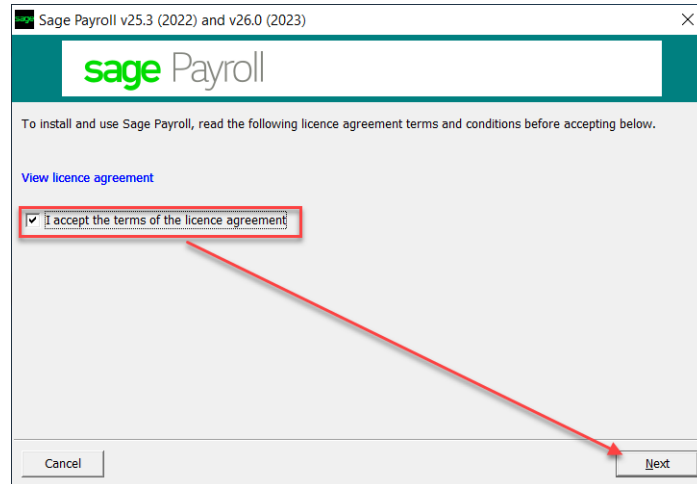 Sage Payroll v25.3 (2022) and v26.0 (2023)
sage Payroll
To install and use Sage Payroll, read the following licence agreement terms and conditions before accepting below.
View licence agreement
I accept the terms of the licence agreement
Cancel
Next